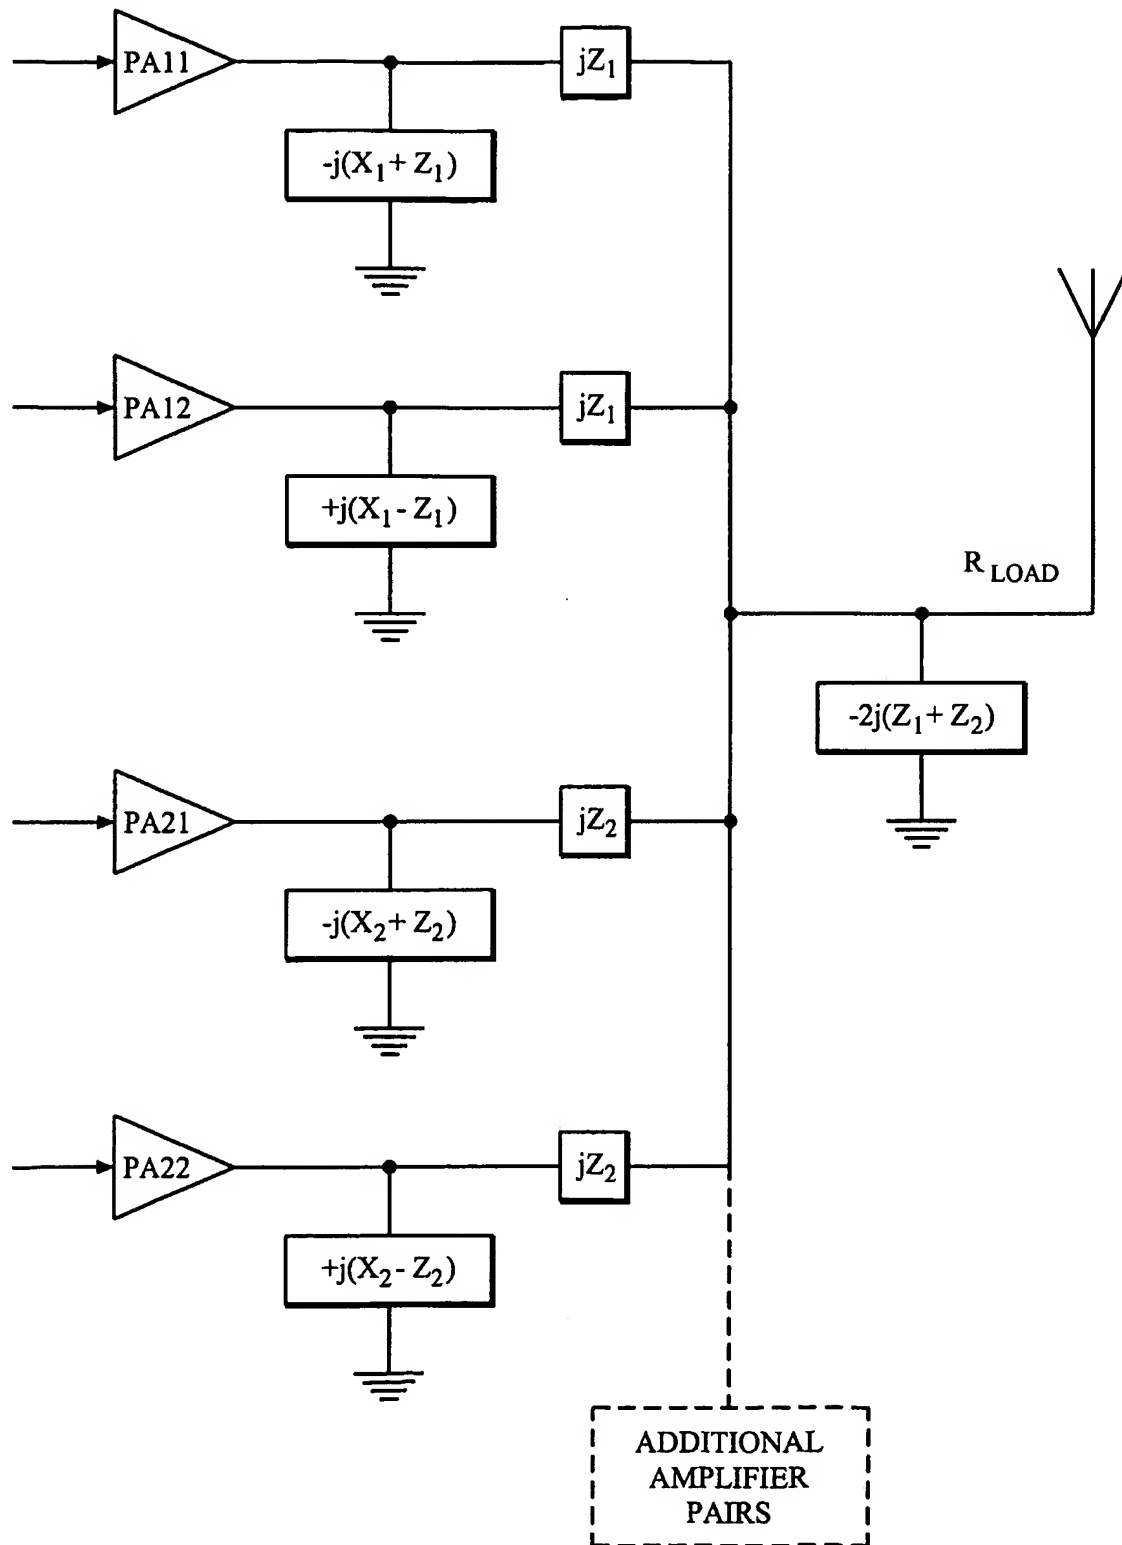 PA11
jZ₁
-j(X₁+ Z₁)
PA12
jZ₁
+j(X₁- Z₁)
R LOAD
-2j(Z₁+ Z₂)
PA21
jZ₂
-j(X₂+ Z₂)
PA22
jZ₂
+j(X₂- Z₂)
ADDITIONAL
AMPLIFIER
PAIRS